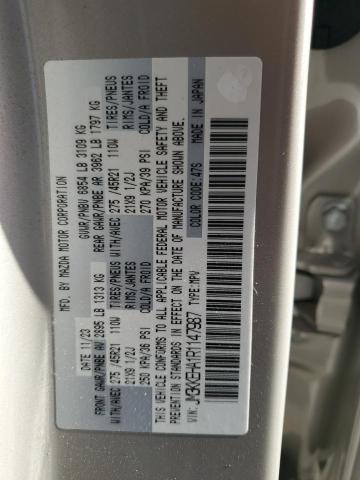 MFD. BY MAZDA MOTOR CORPORATION
DATE 11/23 GVWR/PNBV 6854 LB 3109 KG
FRONT GAWR/PNBE AV 2895 LB 1313 KG REAR GAWR/PNBE AR 3962 LB 1797 KG
WITH/AVEC 275 /45R21 110W TIRES/PNEUS WITH/AVEC 275 /45R21 110W TIRES/PNEUS
21X9 1/2J RIMS/JANTES 21X9 1/2J RIMS/JANTES
250 KPA/36 PSI COLD/A FROID 270 KPA/39 PSI COLD/A FROID
THIS VEHICLE CONFORMS TO ALL APPLICABLE FEDERAL MOTOR VEHICLE SAFETY AND THEFT
PREVENTION STANDARDS IN EFFECT ON THE DATE OF MANUFACTURE SHOWN ABOVE.
VIN: JM3KKEHA1R1147987 TYPE:MPV COLOR CODE:47S MADE IN JAPAN